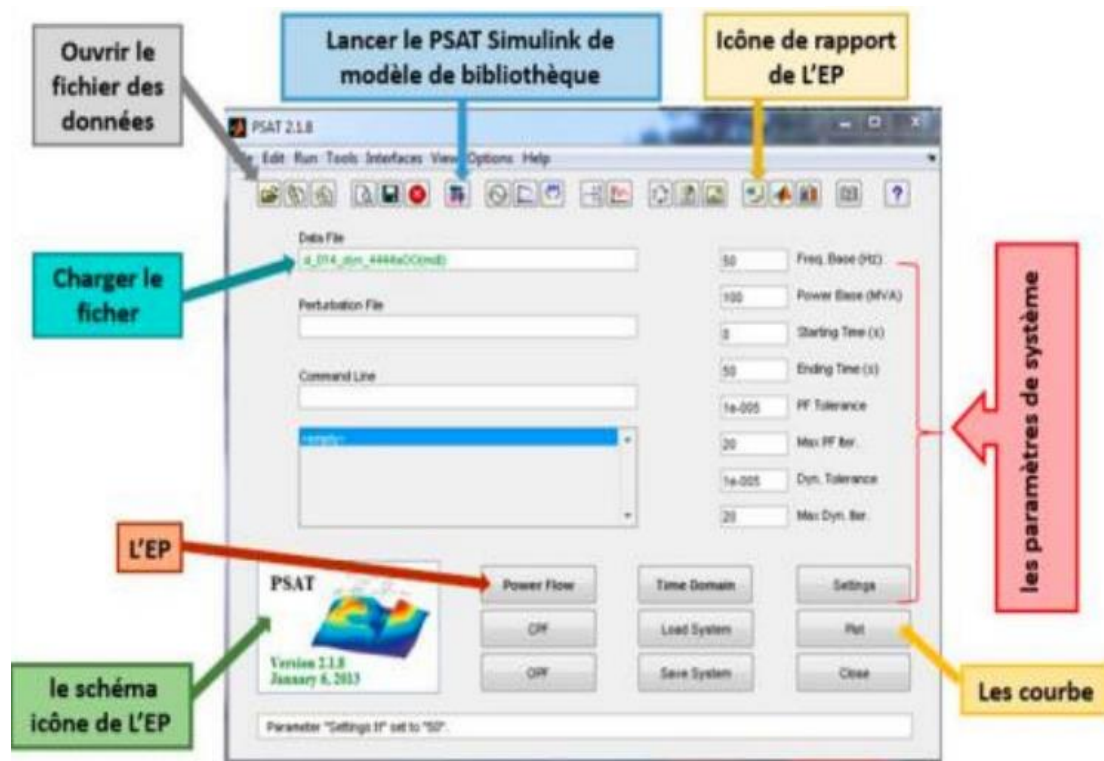 Ouvrir le
fichier des
données
Lancer le PSAT Simulink de
modèle de bibliothèque
Icône de rapport
de L'EP
PSAT 2.1.8
Edit Run Tools Interfaces View Options Help
Data File
Charger le
ficher
Perturbation File
Command Line
<empty>
50 Freq. Base (Hz)
100 Power Base (MVA)
0 Starting Time (s)
50 Ending Time (s)
1e-005 PF Tolerance
20 Max PF Iter.
1e-005 Dyn. Tolerance
20 Max Dyn. Iter.
les paramètres de système
L'EP
PSAT
Version 2.1.8
January 6, 2013
Power Flow Time Domain Settings
CPF Load System Plot
OPF Save System Close
le schéma
icône de L'EP
Les courbe
Parameter "Settings.tf" set to "50".